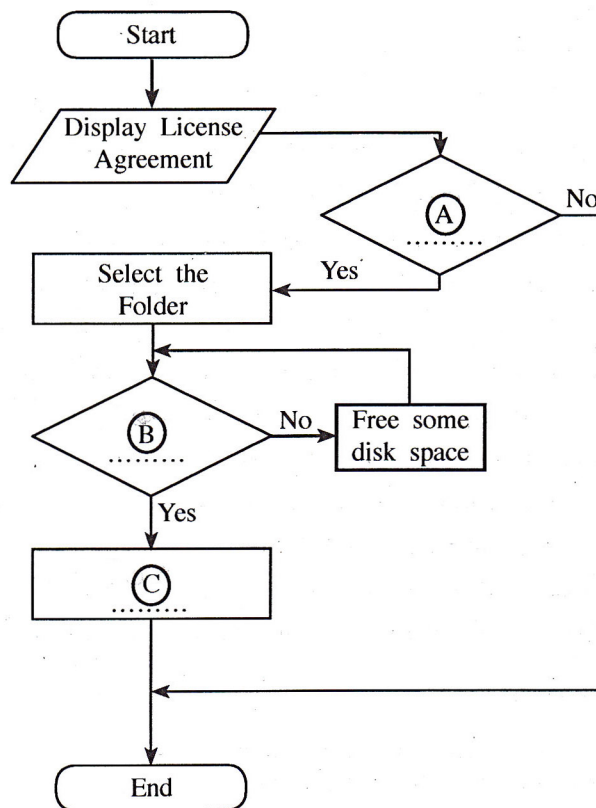 Start
Display License
Agreement
A
............
No
Yes
Select the
Folder
B
............
No
Free some
disk space
Yes
C
............
End